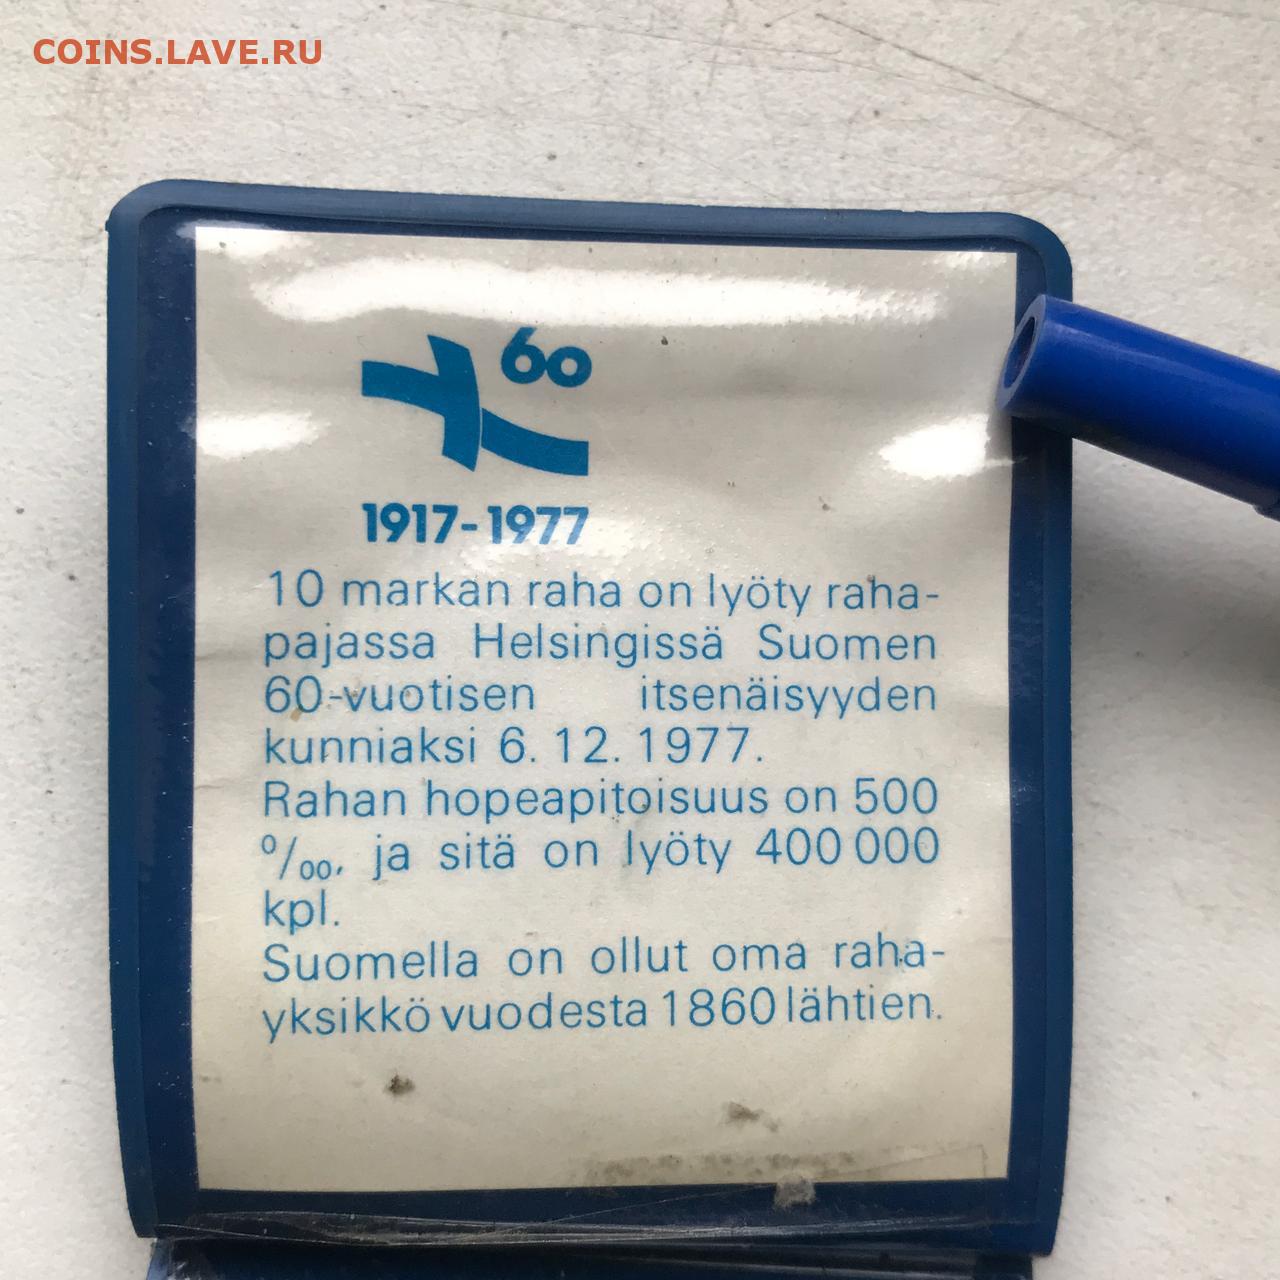 COINS.LAVE.RU
60
1917-1977
10 markan raha on lyöty raha-
pajassa Helsingissä Suomen
60-vuotisen itsenäisyyden
kunniaksi 6. 12. 1977.
Rahan hopeapitoisuus on 500
⁰/₀₀, ja sitä on lyöty 400 000
kpl.
Suomella on ollut oma raha-
yksikkö vuodesta 1860 lähtien.